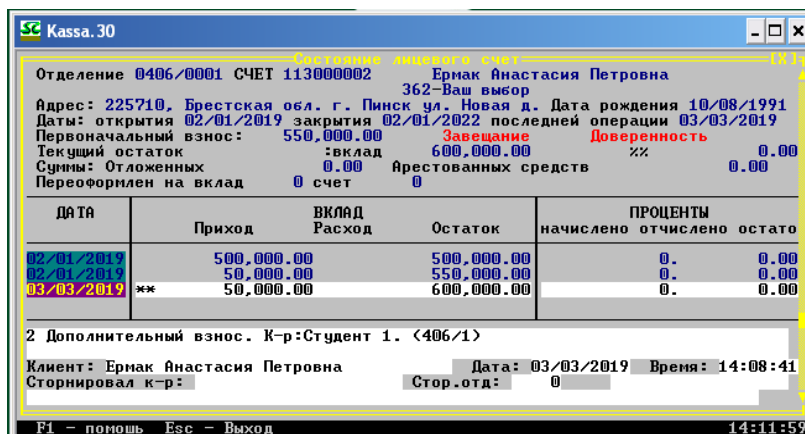 SC Kassa.30
Состояние лицевого счет [X]
Отделение 0406/0001 СЧЕТ 113000002 Ермак Анастасия Петровна
362-Ваш выбор
Адрес: 225710, Брестская обл. г. Пинск ул. Новая д. Дата рождения 10/08/1991
Даты: открытия 02/01/2019 закрытия 02/01/2022 последней операции 03/03/2019
Первоначальный взнос: 550,000.00 Завещание Доверенность
Текущий остаток :вклад 600,000.00 %% 0.00
Суммы: Отложенных 0.00 Арестованных средств 0.00
Переоформлен на вклад 0 счет 0
ДАТА ВКЛАД ПРОЦЕНТЫ
Приход Расход Остаток начислено отчислено остато
02/01/2019 500,000.00 500,000.00 0. 0.00
02/01/2019 50,000.00 550,000.00 0. 0.00
03/03/2019 ** 50,000.00 600,000.00 0. 0.00
2 Дополнительный взнос. К-р:Студент 1. (406/1)
Клиент: Ермак Анастасия Петровна Дата: 03/03/2019 Время: 14:08:41
Сторнировал к-р: Стор.отд: 0
F1 - помощь Esc - Выход 14:11:59